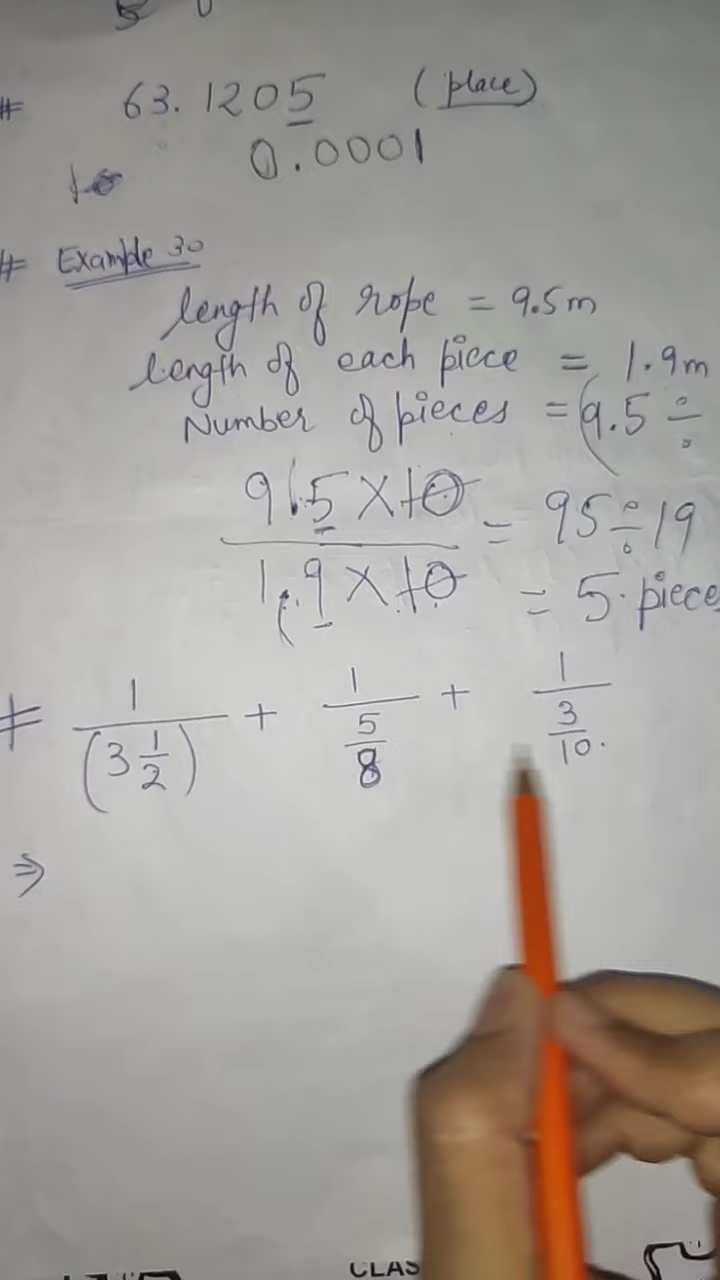 # 63.1205 (place)
0.0001
# Example 30
length of rope = 9.5m
length of each piece = 1.9m
Number of pieces = (9.5 ÷
9.5 × 10 / 1.9 × 10 = 95 ÷ 19
= 5 piece
# 1/(3 1/2) + 1/(5/8) + 1/(3/10)
⇒
CLAS